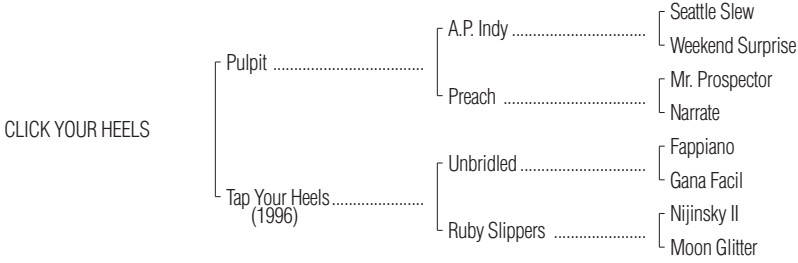 Seattle Slew
A.P. Indy
Weekend Surprise
Pulpit
Mr. Prospector
Preach
Narrate
CLICK YOUR HEELS
Fappiano
Unbridled
Gana Facil
Tap Your Heels
(1996)
Nijinsky II
Ruby Slippers
Moon Glitter